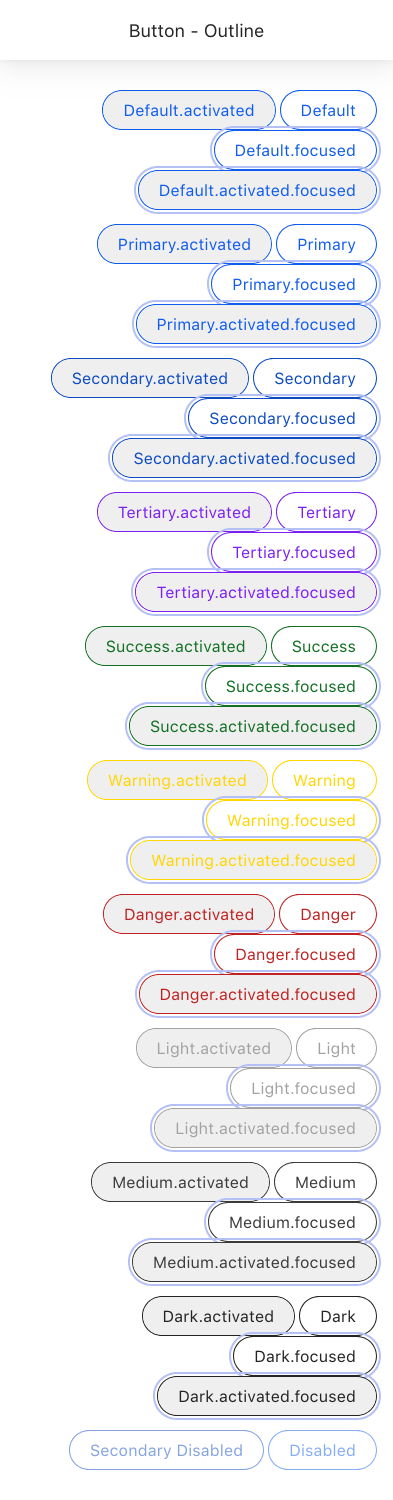 Button - Outline
Default.activated Default
Default.focused
Default.activated.focused
Primary.activated Primary
Primary.focused
Primary.activated.focused
Secondary.activated Secondary
Secondary.focused
Secondary.activated.focused
Tertiary.activated Tertiary
Tertiary.focused
Tertiary.activated.focused
Success.activated Success
Success.focused
Success.activated.focused
Warning.activated Warning
Warning.focused
Warning.activated.focused
Danger.activated Danger
Danger.focused
Danger.activated.focused
Light.activated Light
Light.focused
Light.activated.focused
Medium.activated Medium
Medium.focused
Medium.activated.focused
Dark.activated Dark
Dark.focused
Dark.activated.focused
Secondary Disabled Disabled